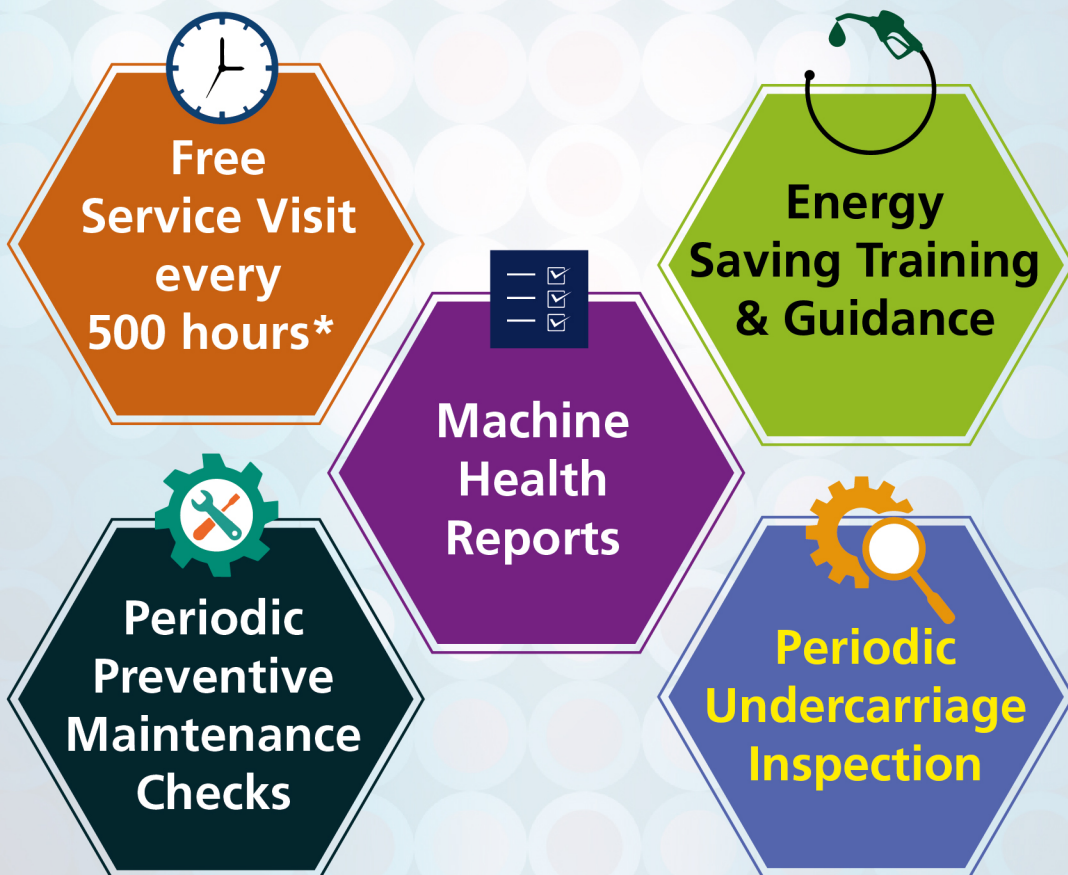 Free
Service Visit
every
500 hours*
Energy
Saving Training
& Guidance
Machine
Health
Reports
Periodic
Preventive
Maintenance
Checks
Periodic
Undercarriage
Inspection